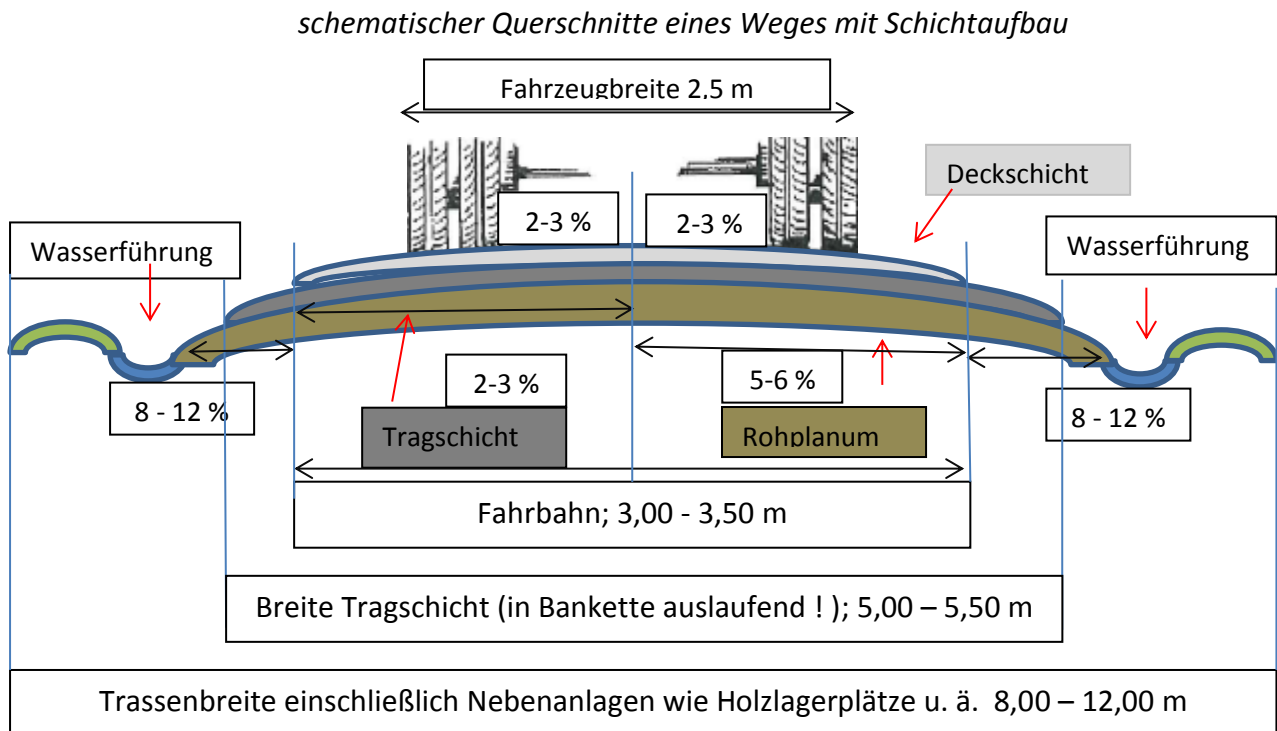 schematischer Querschnitte eines Weges mit Schichtaufbau
Fahrzeugbreite 2,5 m
Deckschicht
2-3 %
2-3 %
Wasserführung
Wasserführung
2-3 %
5-6 %
8 - 12 %
8 - 12 %
Tragschicht
Rohplanum
Fahrbahn; 3,00 - 3,50 m
Breite Tragschicht (in Bankette auslaufend ! ); 5,00 – 5,50 m
Trassenbreite einschließlich Nebenanlagen wie Holzlagerplätze u. ä. 8,00 – 12,00 m